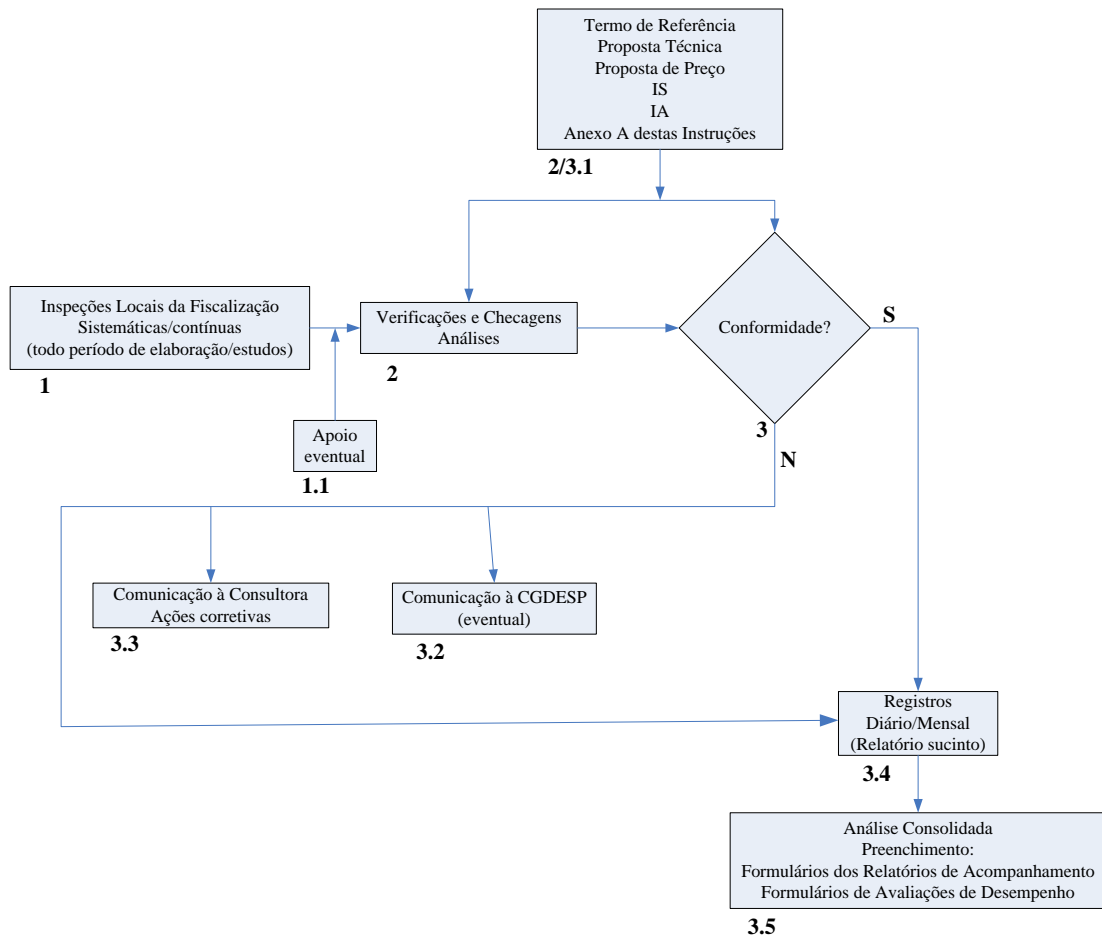 Termo de Referência
Proposta Técnica
Proposta de Preço
IS
IA
Anexo A destas Instruções
2/3.1
Inspeções Locais da Fiscalização
Sistemáticas/contínuas
(todo período de elaboração/estudos)
1
Apoio
eventual
1.1
Verificações e Checagens
Análises
2
Conformidade?
3
S
N
Comunicação à Consultora
Ações corretivas
3.3
Comunicação à CGDESP
(eventual)
3.2
Registros
Diário/Mensal
(Relatório sucinto)
3.4
Análise Consolidada
Preenchimento:
Formulários dos Relatórios de Acompanhamento
Formulários de Avaliações de Desempenho
3.5